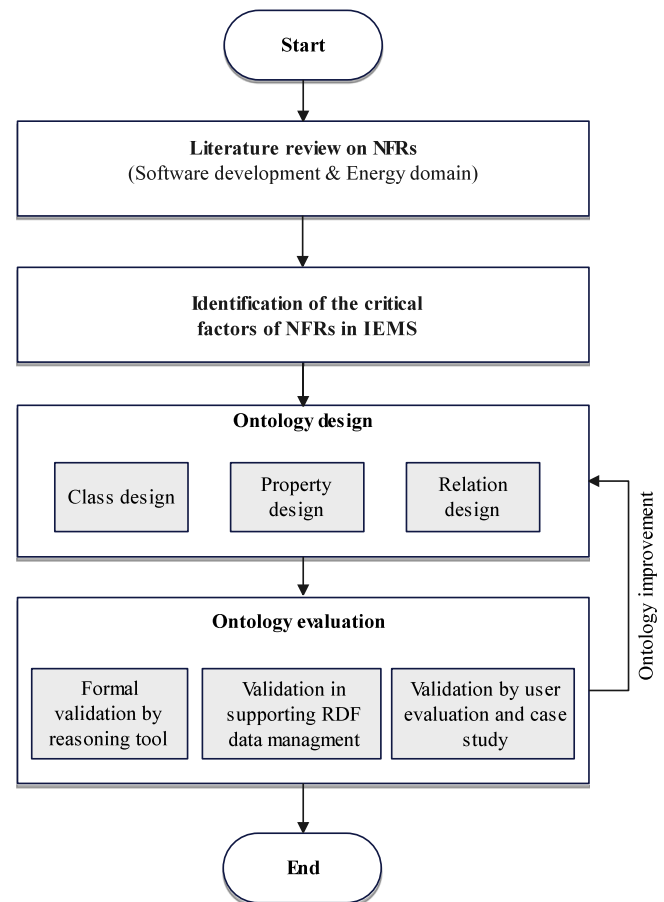 Start
Literature review on NFRs
(Software development & Energy domain)
Identification of the critical
factors of NFRs in IEMS
Ontology design
Class design
Property
design
Relation
design
Ontology improvement
Ontology evaluation
Formal
validation by
reasoning tool
Validation in
supporting RDF
data managment
Validation by user
evaluation and case
study
End